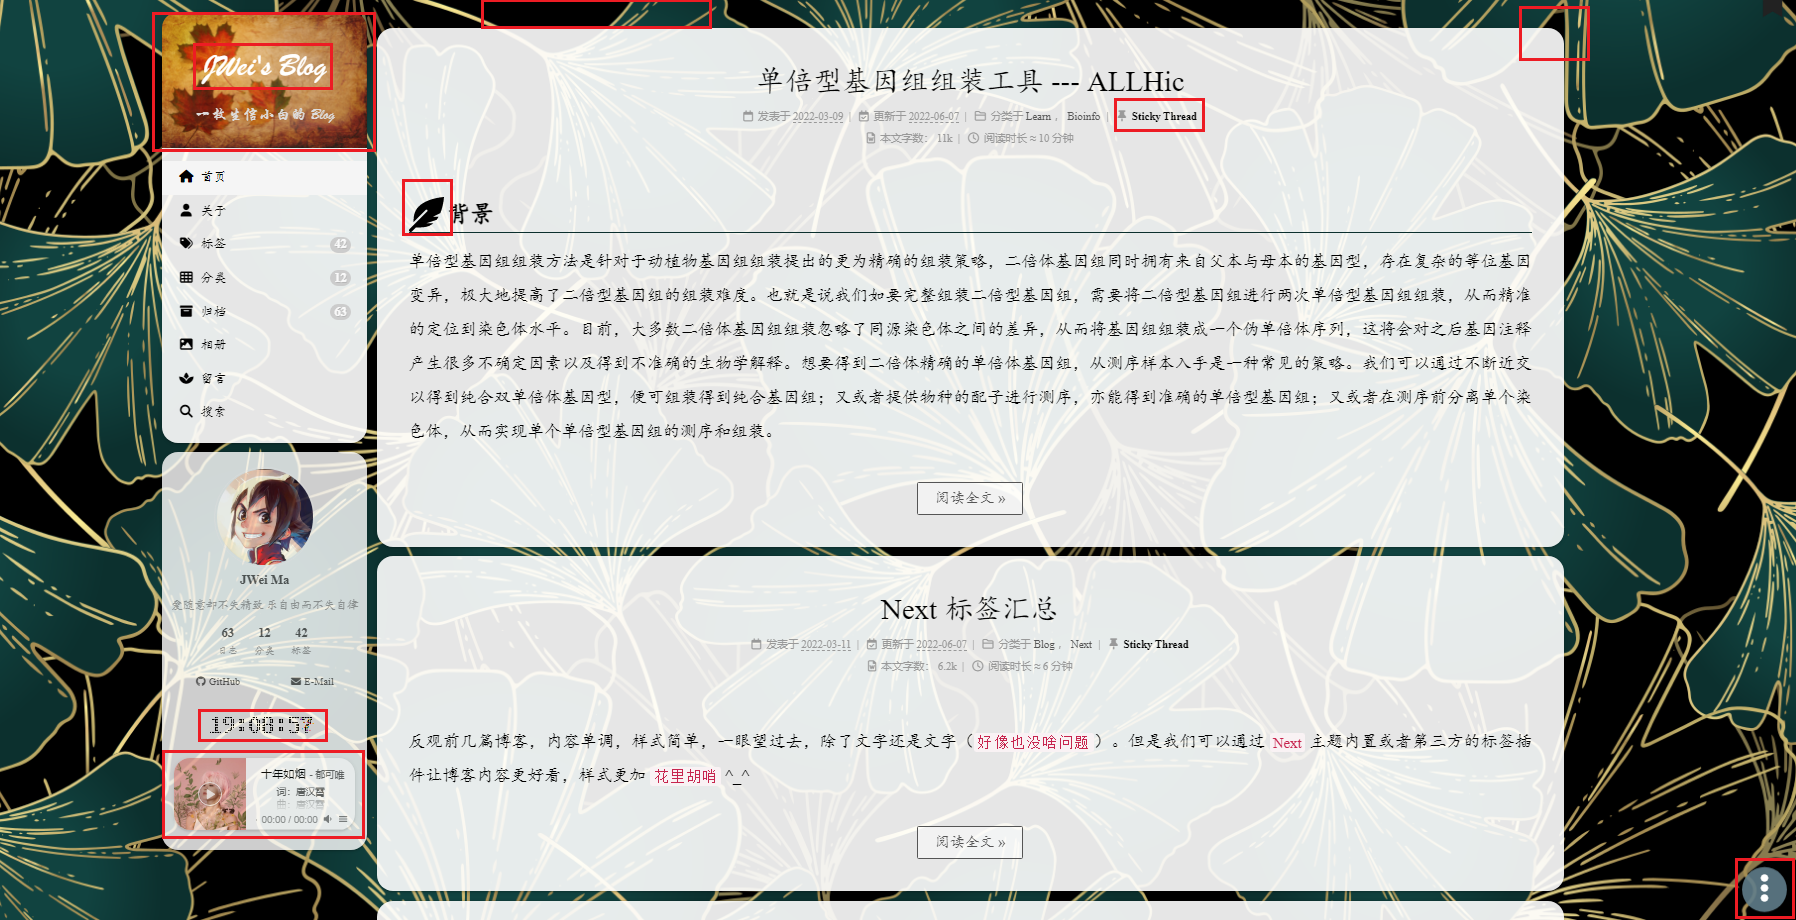 JWei's Blog
一枚生信小白的 Blog
首页
关于
标签 42
分类 12
归档 63
相册
留言
搜索
JWei Ma
爱随意却不失精致 乐自由而不失自律
63 12 42
日志 分类 标签
GitHub E-Mail
19:08:57
十年如烟 - 郁可唯
词：唐汉霄
曲：唐汉霄
00:00 / 00:00
单倍型基因组组装工具 --- ALLHic
发表于 2022-03-09 | 更新于 2022-06-07 | 分类于 Learn ， Bioinfo | Sticky Thread
本文字数： 11k | 阅读时长 ≈ 10 分钟
背景
单倍型基因组组装方法是针对于动植物基因组组装提出的更为精确的组装策略，二倍体基因组同时拥有来自父本与母本的基因型，存在复杂的等位基因
变异，极大地提高了二倍型基因组的组装难度。也就是说我们如要完整组装二倍型基因组，需要将二倍型基因组进行两次单倍型基因组组装，从而精准
的定位到染色体水平。目前，大多数二倍体基因组组装忽略了同源染色体之间的差异，从而将基因组组装成一个伪单倍体序列，这将会对之后基因注释
产生很多不确定因素以及得到不准确的生物学解释。想要得到二倍体精确的单倍体基因组，从测序样本入手是一种常见的策略。我们可以通过不断近交
以得到纯合双单倍体基因型，便可组装得到纯合基因组；又或者提供物种的配子进行测序，亦能得到准确的单倍型基因组；又或者在测序前分离单个染
色体，从而实现单个单倍型基因组的测序和组装。
阅读全文 »
Next 标签汇总
发表于 2022-03-11 | 更新于 2022-06-07 | 分类于 Blog ， Next | Sticky Thread
本文字数： 6.2k | 阅读时长 ≈ 6 分钟
反观前几篇博客，内容单调，样式简单，一眼望过去，除了文字还是文字（ 好像也没啥问题 ）。但是我们可以通过 Next 主题内置或者第三方的标签插
件让博客内容更好看，样式更加 花里胡哨 ^_^
阅读全文 »